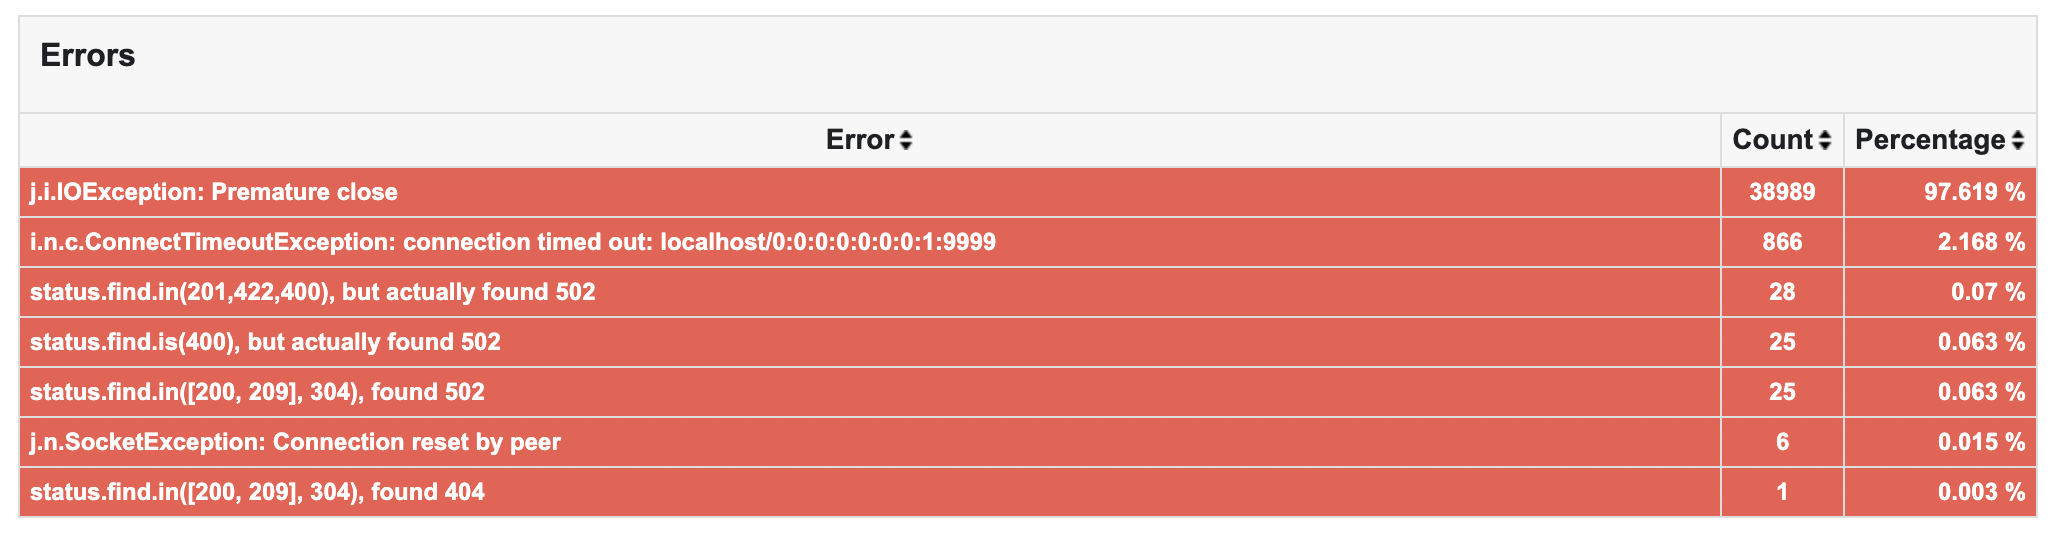 Errors
Error Count Percentage
j.i.IOException: Premature close 38989 97.619 %
i.n.c.ConnectTimeoutException: connection timed out: localhost/0:0:0:0:0:0:0:1:9999 866 2.168 %
status.find.in(201,422,400), but actually found 502 28 0.07 %
status.find.is(400), but actually found 502 25 0.063 %
status.find.in([200, 209], 304), found 502 25 0.063 %
j.n.SocketException: Connection reset by peer 6 0.015 %
status.find.in([200, 209], 304), found 404 1 0.003 %